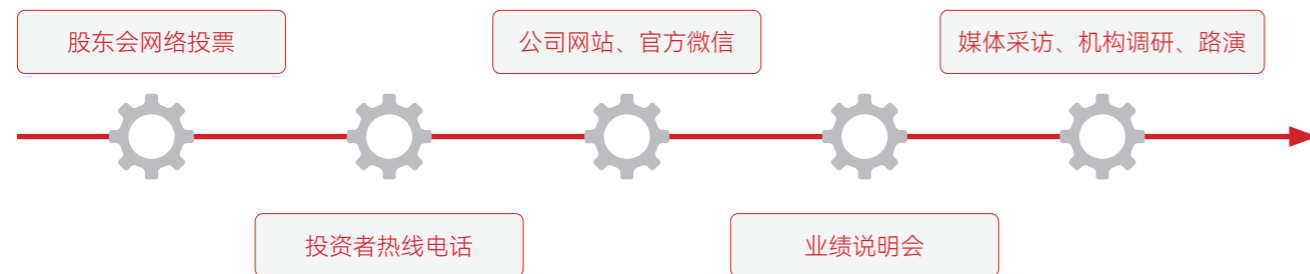 股东会网络投票
公司网站、官方微信
媒体采访、机构调研、路演
投资者热线电话
业绩说明会